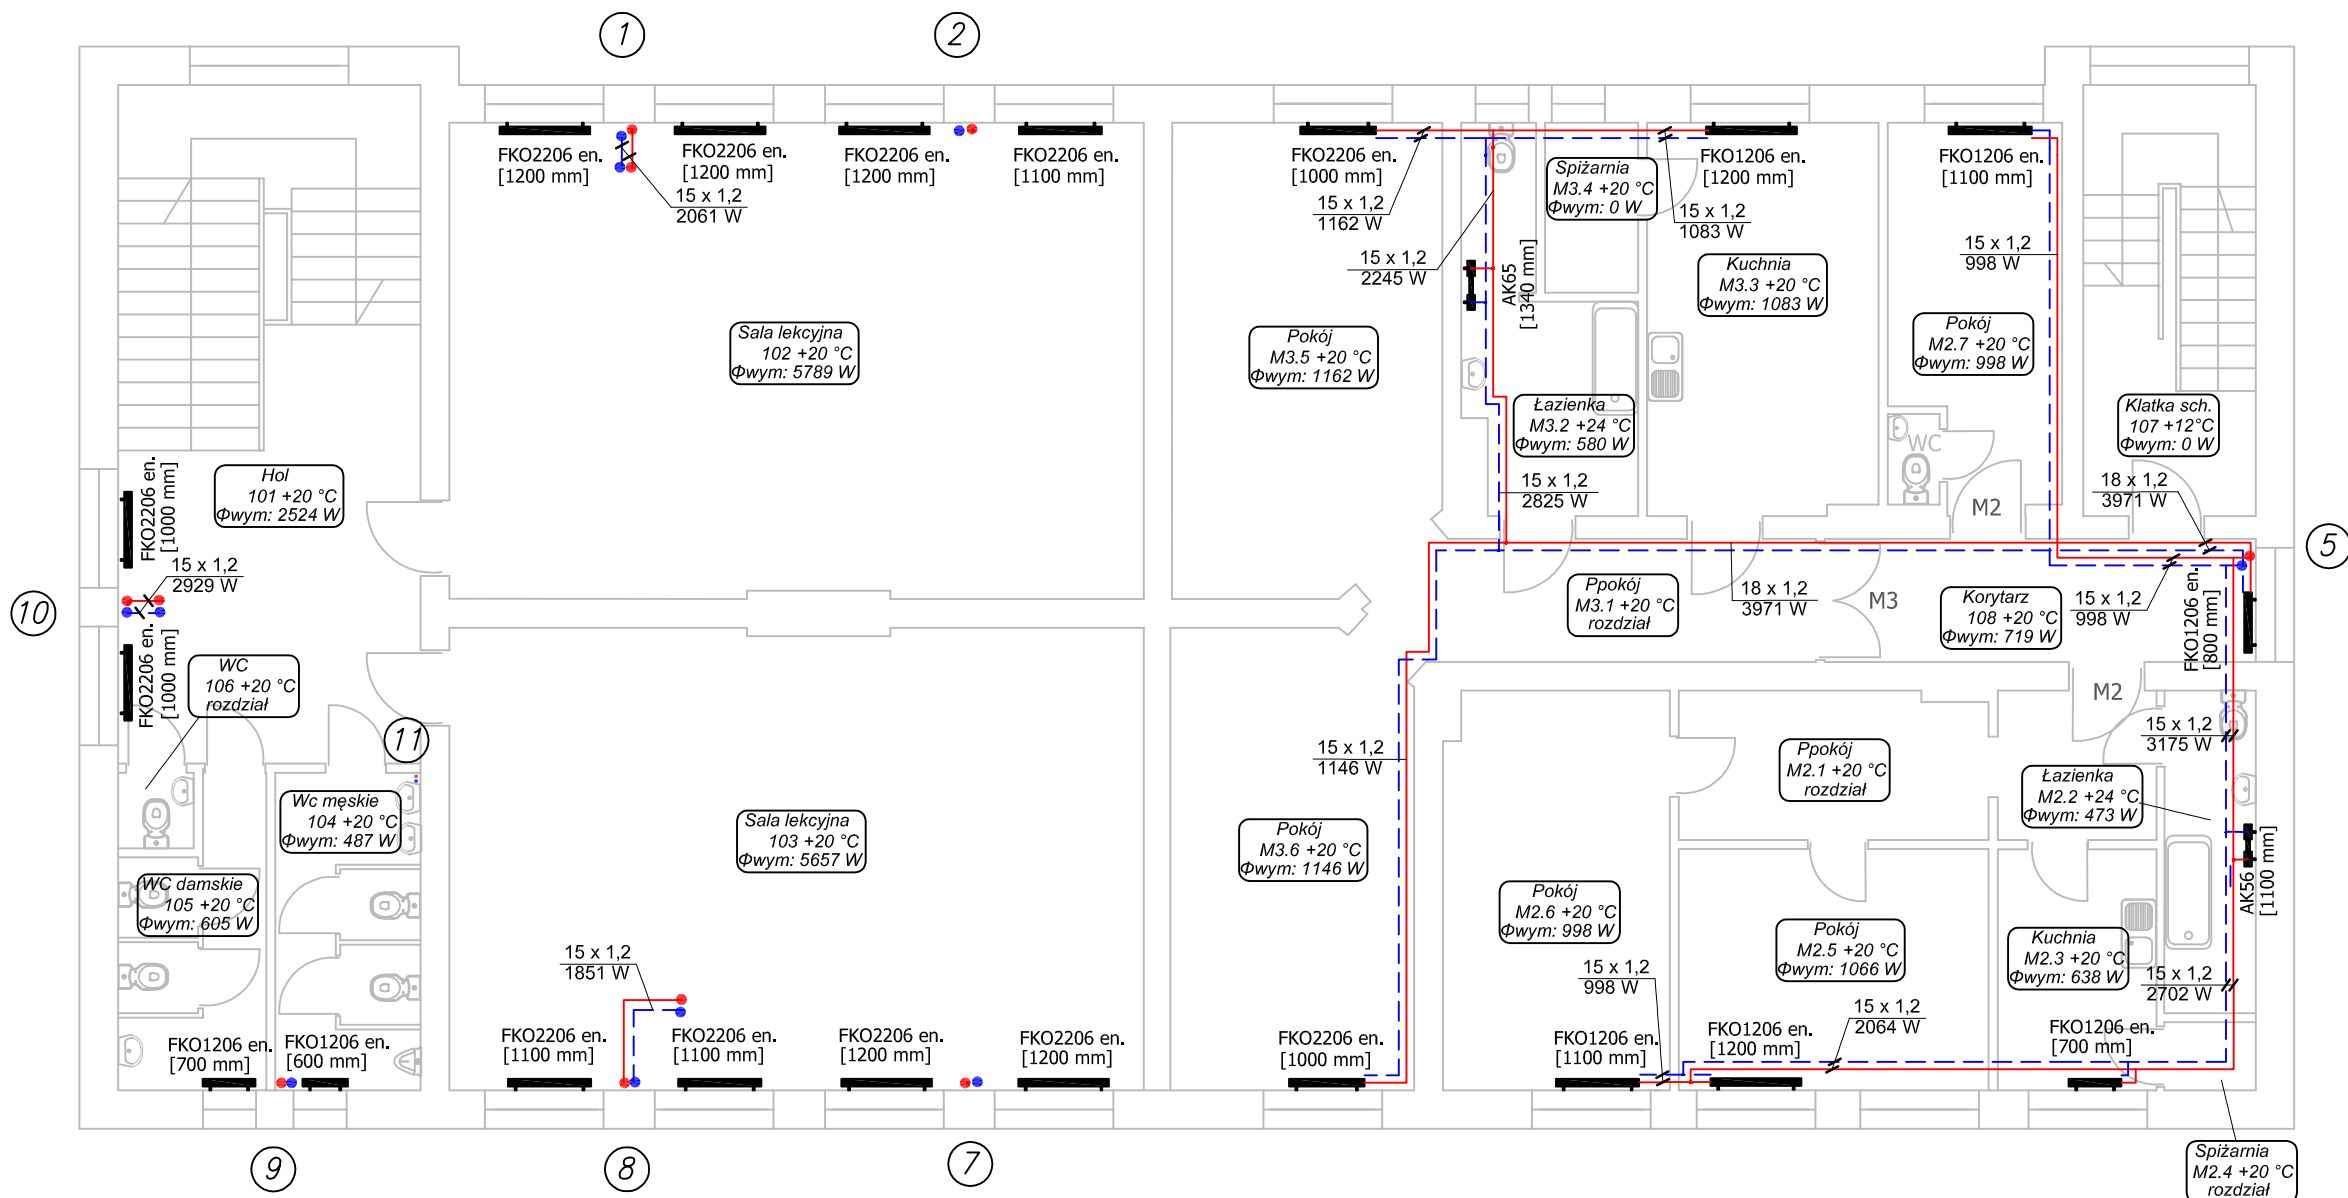 1
2
FKO2206 en.
[1200 mm]
FKO2206 en.
[1200 mm]
FKO2206 en.
[1200 mm]
FKO2206 en.
[1100 mm]
15 x 1,2
2061 W
FKO2206 en.
[1000 mm]
15 x 1,2
1162 W
15 x 1,2
2245 W
Spiżarnia
M3.4 +20 °C
Φwym: 0 W
FKO1206 en.
[1200 mm]
15 x 1,2
1083 W
FKO1206 en.
[1100 mm]
15 x 1,2
998 W
AK65
[1340 mm]
Kuchnia
M3.3 +20 °C
Φwym: 1083 W
Sala lekcyjna
102 +20 °C
Φwym: 5789 W
Pokój
M3.5 +20 °C
Φwym: 1162 W
Pokój
M2.7 +20 °C
Φwym: 998 W
Łazienka
M3.2 +24 °C
Φwym: 580 W
Klatka sch.
107 +12°C
Φwym: 0 W
WC
Hol
101 +20 °C
Φwym: 2524 W
FKO2206 en.
[1000 mm]
15 x 1,2
2825 W
18 x 1,2
3971 W
M2
5
15 x 1,2
2929 W
10
Ppokój
M3.1 +20 °C
rozdział
18 x 1,2
3971 W
M3
Korytarz
108 +20 °C
Φwym: 719 W
15 x 1,2
998 W
FKO1206 en.
[800 mm]
FKO2206 en.
[1000 mm]
WC
106 +20 °C
rozdział
M2
11
15 x 1,2
1146 W
15 x 1,2
3175 W
Ppokój
M2.1 +20 °C
rozdział
Łazienka
M2.2 +24 °C
Φwym: 473 W
Wc męskie
104 +20 °C
Φwym: 487 W
Sala lekcyjna
103 +20 °C
Φwym: 5657 W
Pokój
M3.6 +20 °C
Φwym: 1146 W
AK56
[1100 mm]
WC damskie
105 +20 °C
Φwym: 605 W
Pokój
M2.6 +20 °C
Φwym: 998 W
Pokój
M2.5 +20 °C
Φwym: 1066 W
Kuchnia
M2.3 +20 °C
Φwym: 638 W
15 x 1,2
1851 W
15 x 1,2
998 W
15 x 1,2
2702 W
15 x 1,2
2064 W
FKO1206 en.
[700 mm]
FKO1206 en.
[600 mm]
FKO2206 en.
[1100 mm]
FKO2206 en.
[1100 mm]
FKO2206 en.
[1200 mm]
FKO2206 en.
[1200 mm]
FKO2206 en.
[1000 mm]
FKO1206 en.
[1100 mm]
FKO1206 en.
[1200 mm]
FKO1206 en.
[700 mm]
9
8
7
Spiżarnia
M2.4 +20 °C
rozdział